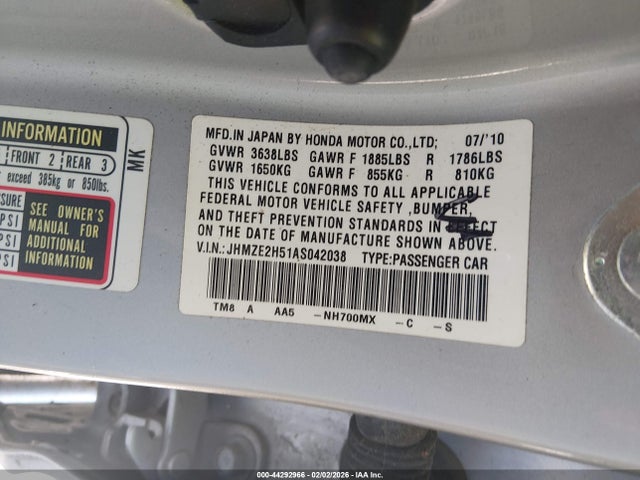 INFORMATION
FRONT 2 REAR 3
exceed 385kg or 850lbs.
SEE OWNER'S
MANUAL FOR
ADDITIONAL
INFORMATION
MK
MFD.IN JAPAN BY HONDA MOTOR CO.,LTD; 07/'10
GVWR 3638LBS GAWR F 1885LBS R 1786LBS
GVWR 1650KG GAWR F 855KG R 810KG
THIS VEHICLE CONFORMS TO ALL APPLICABLE
FEDERAL MOTOR VEHICLE SAFETY ,BUMPER,
AND THEFT PREVENTION STANDARDS IN EFFECT
ON THE DATE OF MANUFACTURE SHOWN ABOVE.
V.I.N.: JHMZE2H51AS042038 TYPE:PASSENGER CAR
TM8 A AA5 -NH700MX -C -S
000-44292966 - 02/02/2026 - IAA Inc.